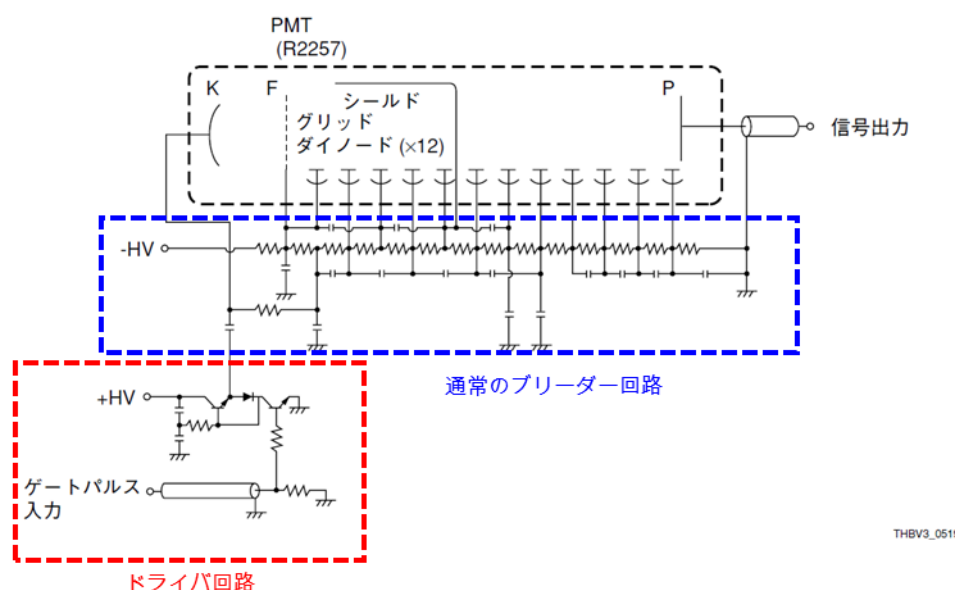 PMT
(R2257)
K
F
P
シールド
グリッド
ダイノード (×12)
信号出力
-HV
通常のブリーダー回路
+HV
ゲートパルス
入力
THBV3_0519
ドライバ回路